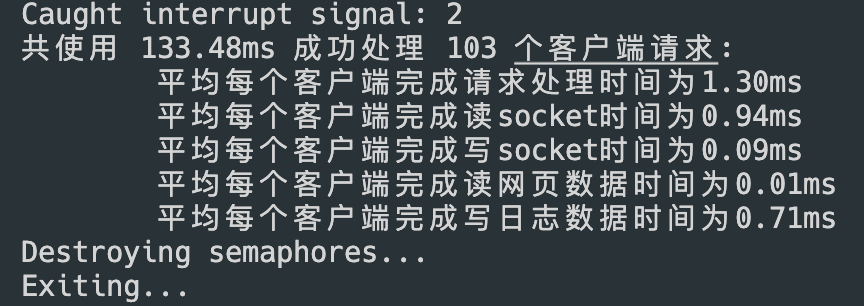 Caught interrupt signal: 2
共使用 133.48ms 成功处理 103 个客户端请求:
平均每个客户端完成请求处理时间为1.30ms
平均每个客户端完成读socket时间为0.94ms
平均每个客户端完成写socket时间为0.09ms
平均每个客户端完成读网页数据时间为0.01ms
平均每个客户端完成写日志数据时间为0.71ms
Destroying semaphores...
Exiting...